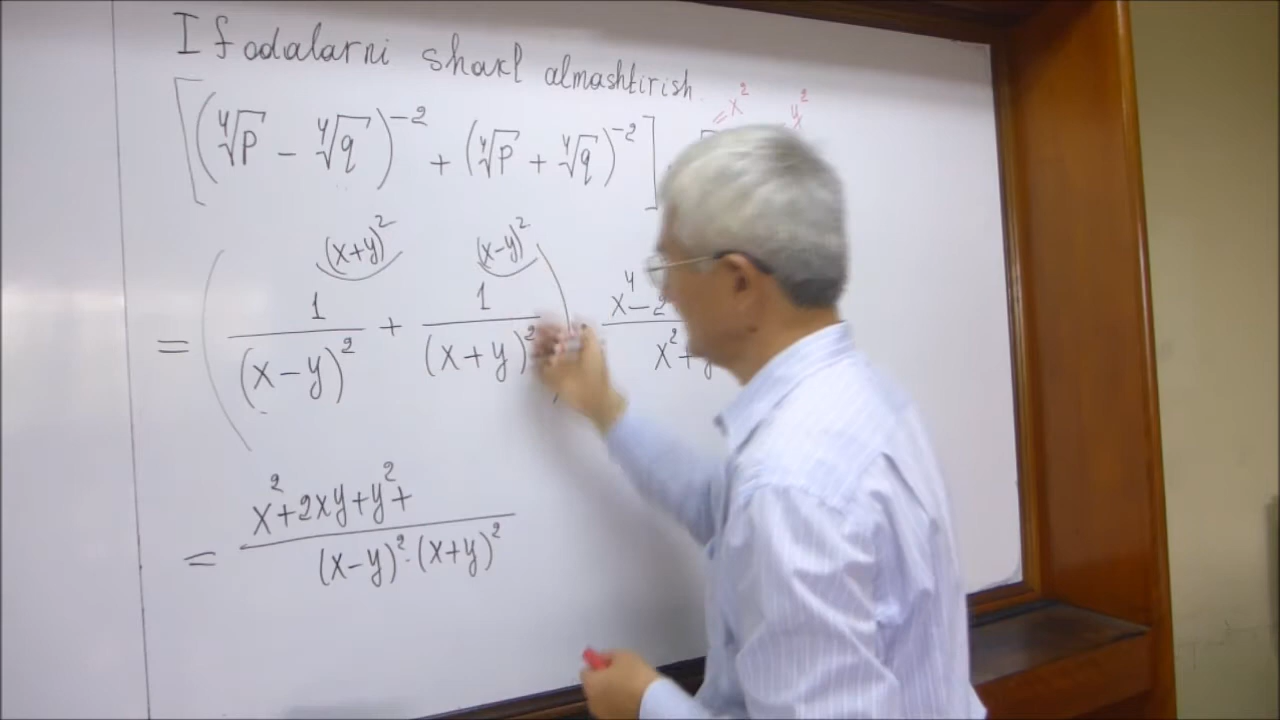 Ifodalarni shakl almashtirish
= x² y²
[(⁴√p − ⁴√q)⁻² + (⁴√p + ⁴√q)⁻²]
(x+y)² (x−y)²
= (1/(x−y)² + 1/(x+y)²) x⁴−2 / x²+y
= x²+2xy+y²+ / (x−y)²·(x+y)²